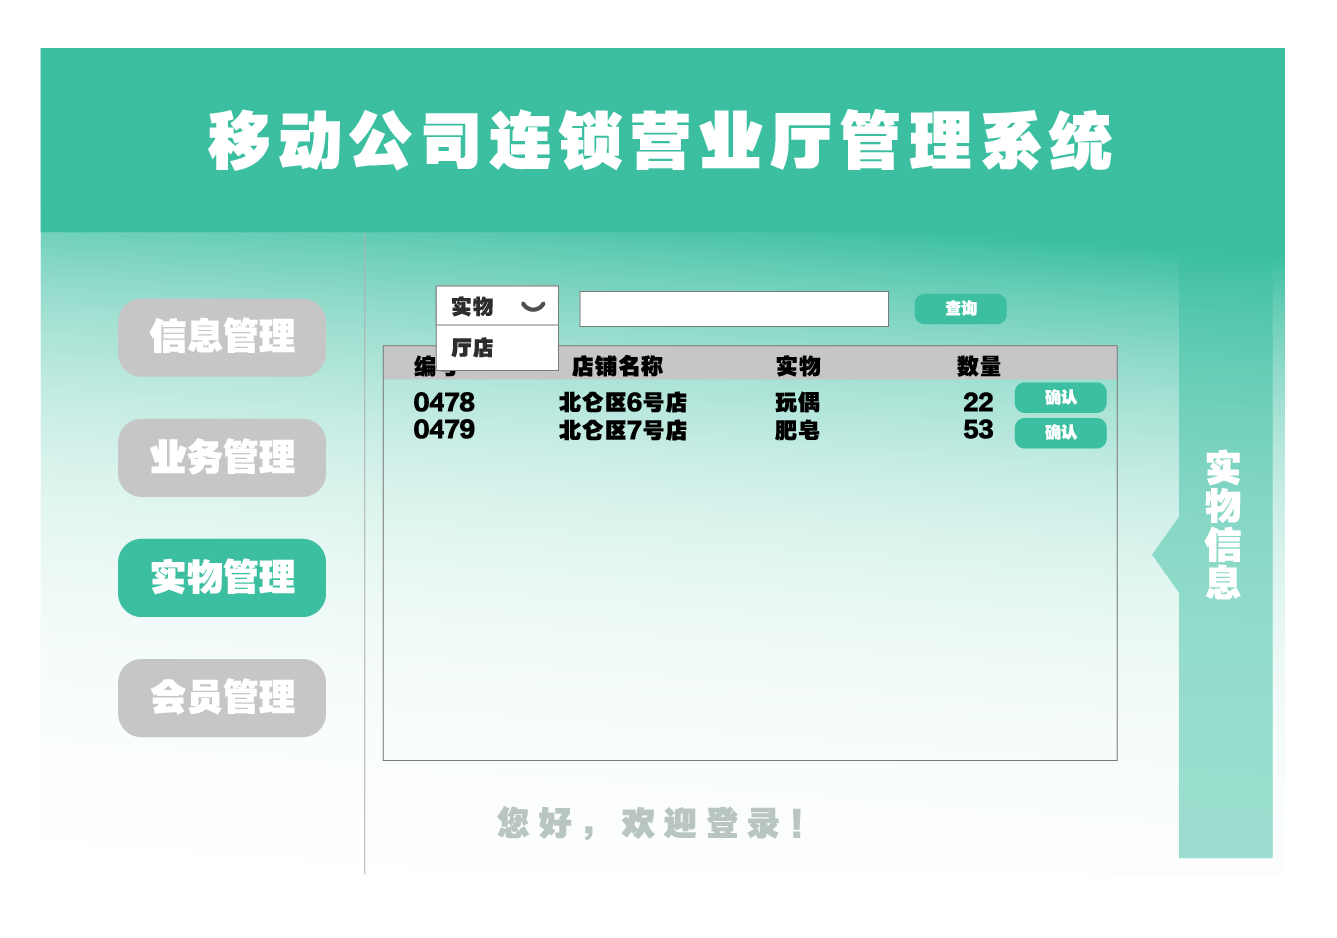 移动公司连锁营业厅管理系统
实物
查询
厅店
信息管理
业务管理
实物管理
会员管理
编号 店铺名称 实物 数量
0478 北仑区6号店 玩偶 22 确认
0479 北仑区7号店 肥皂 53 确认
实物信息
您好，欢迎登录！